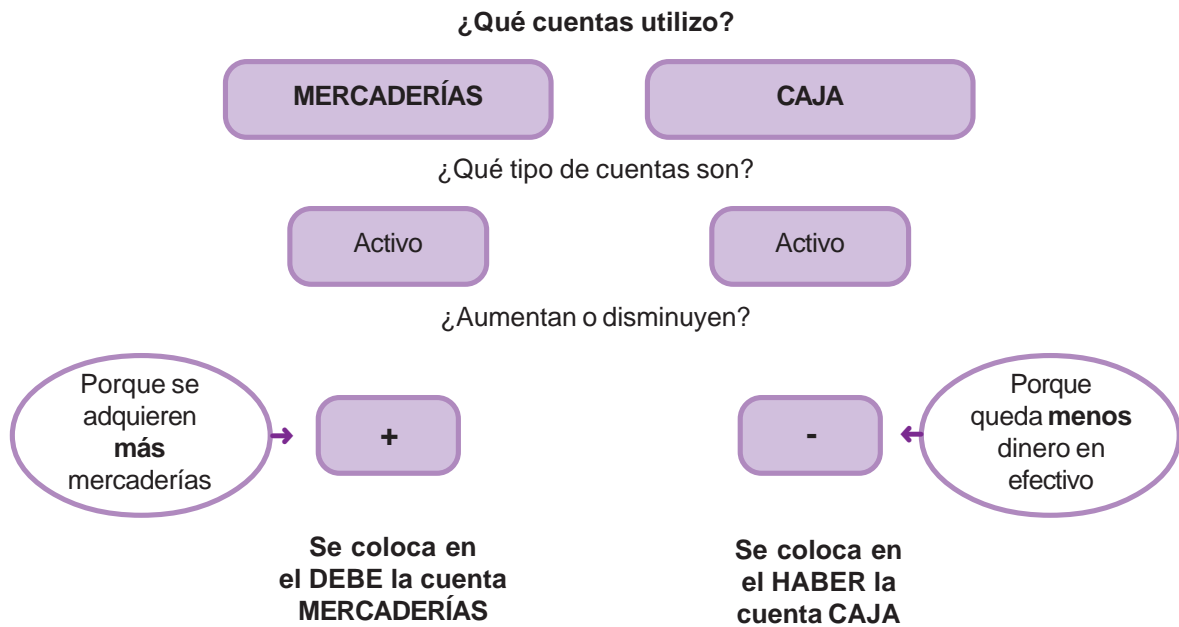 ¿Qué cuentas utilizo?
MERCADERÍAS
CAJA
¿Qué tipo de cuentas son?
Activo
Activo
¿Aumentan o disminuyen?
Porque se
adquieren
más
mercaderías
+
-
Porque
queda menos
dinero en
efectivo
Se coloca en
el DEBE la cuenta
MERCADERÍAS
Se coloca en
el HABER la
cuenta CAJA